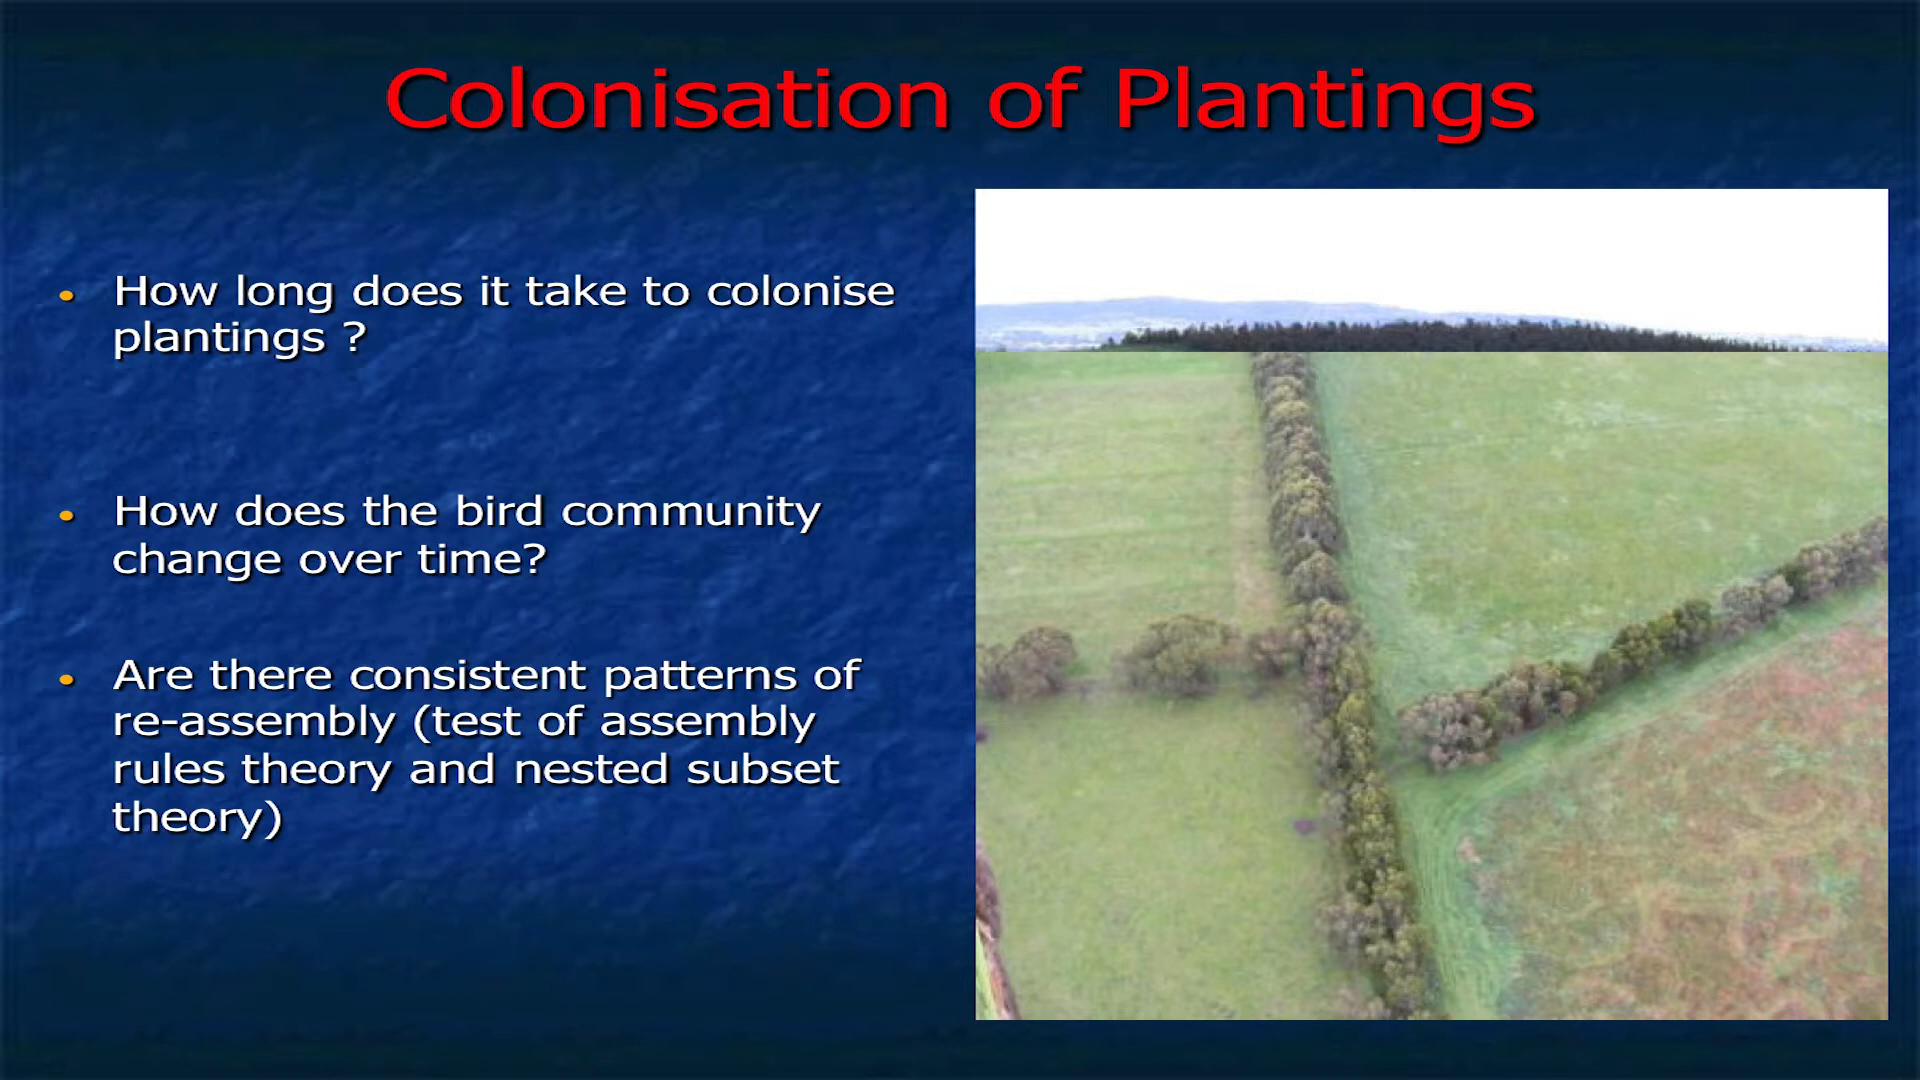 Colonisation of Plantings
• How long does it take to colonise
plantings ?
• How does the bird community
change over time?
• Are there consistent patterns of
re-assembly (test of assembly
rules theory and nested subset
theory)